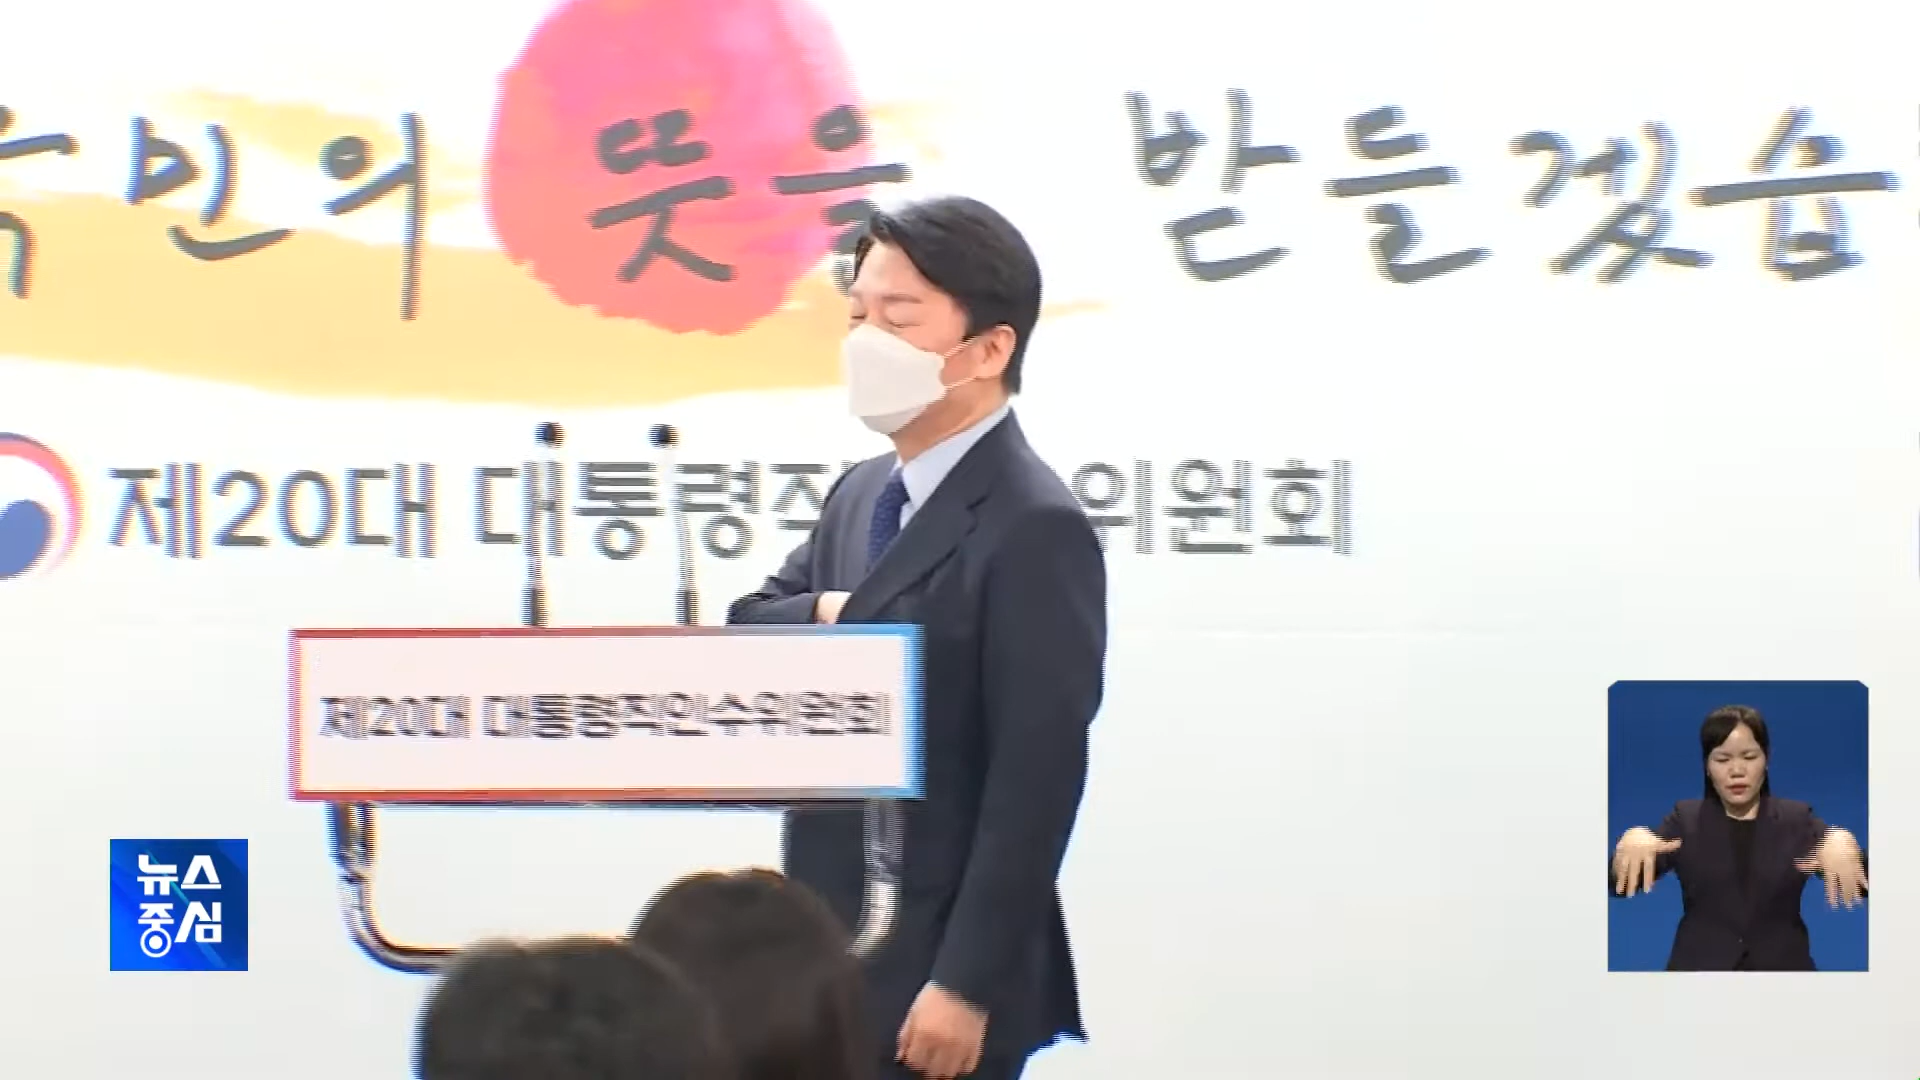 국민의 뜻을 받들겠습
제20대 대통령직 위원회
제20대 대통령직인수위원회
뉴스
중심